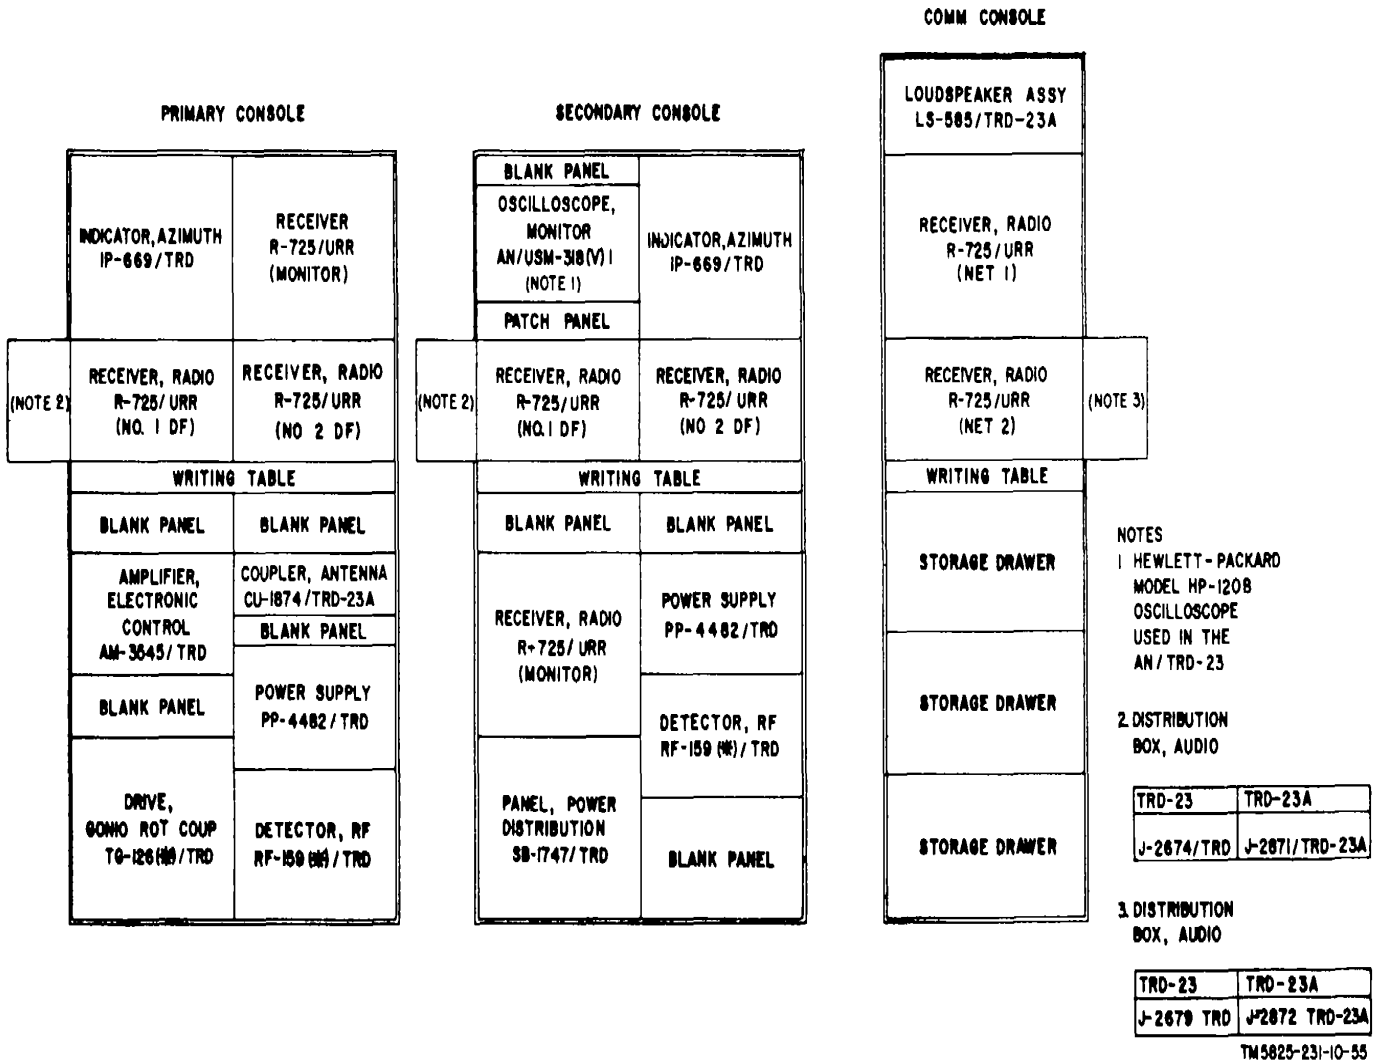 COMM CONSOLE
LOUDSPEAKER ASSY
LS-585/TRD-23A
RECEIVER, RADIO
R-725/URR
(NET 1)
RECEIVER, RADIO
R-725/URR
(NET 2)
(NOTE 3)
WRITING TABLE
STORAGE DRAWER
STORAGE DRAWER
STORAGE DRAWER
PRIMARY CONSOLE
INDICATOR, AZIMUTH
IP-669/TRD
RECEIVER
R-725/URR
(MONITOR)
(NOTE 2)
RECEIVER, RADIO
R-725/URR
(NO. 1 DF)
RECEIVER, RADIO
R-725/URR
(NO 2 DF)
WRITING TABLE
BLANK PANEL
BLANK PANEL
AMPLIFIER,
ELECTRONIC
CONTROL
AM-3645/TRD
COUPLER, ANTENNA
CU-1874/TRD-23A
BLANK PANEL
BLANK PANEL
POWER SUPPLY
PP-4482/TRD
DRIVE,
GONIO ROT COUP
TG-126(※)/TRD
DETECTOR, RF
RF-159(※)/TRD
SECONDARY CONSOLE
BLANK PANEL
OSCILLOSCOPE,
MONITOR
AN/USM-318(V)1
(NOTE 1)
PATCH PANEL
INDICATOR, AZIMUTH
IP-669/TRD
(NOTE 2)
RECEIVER, RADIO
R-725/URR
(NO. 1 DF)
RECEIVER, RADIO
R-725/URR
(NO 2 DF)
WRITING TABLE
BLANK PANEL
BLANK PANEL
RECEIVER, RADIO
R-725/URR
(MONITOR)
POWER SUPPLY
PP-4482/TRD
DETECTOR, RF
RF-159(※)/TRD
PANEL, POWER
DISTRIBUTION
SB-1747/TRD
BLANK PANEL
NOTES
1 HEWLETT-PACKARD
MODEL HP-120B
OSCILLOSCOPE
USED IN THE
AN/TRD-23
2. DISTRIBUTION
BOX, AUDIO
TRD-23 TRD-23A
J-2674/TRD J-2871/TRD-23A
3. DISTRIBUTION
BOX, AUDIO
TRD-23 TRD-23A
J-2679 TRD J-2872 TRD-23A
TM5825-231-10-55